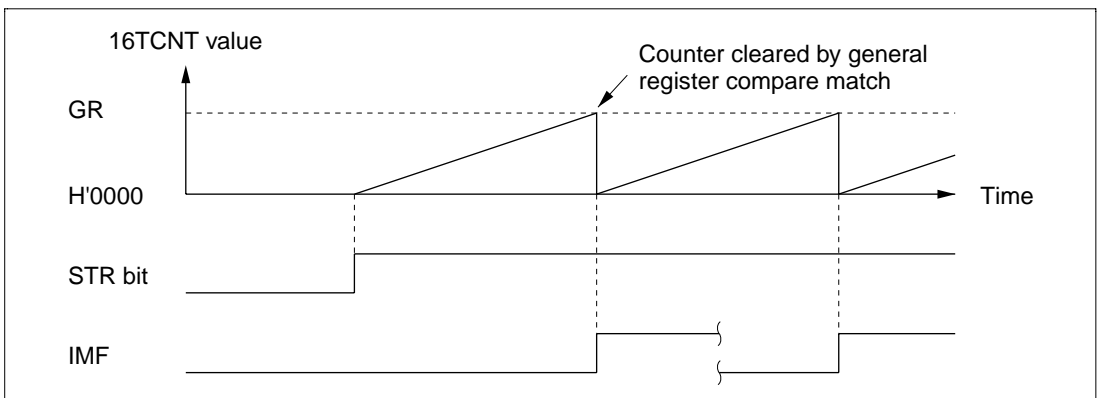 16TCNT value
Counter cleared by general
register compare match
GR
H'0000
Time
STR bit
IMF